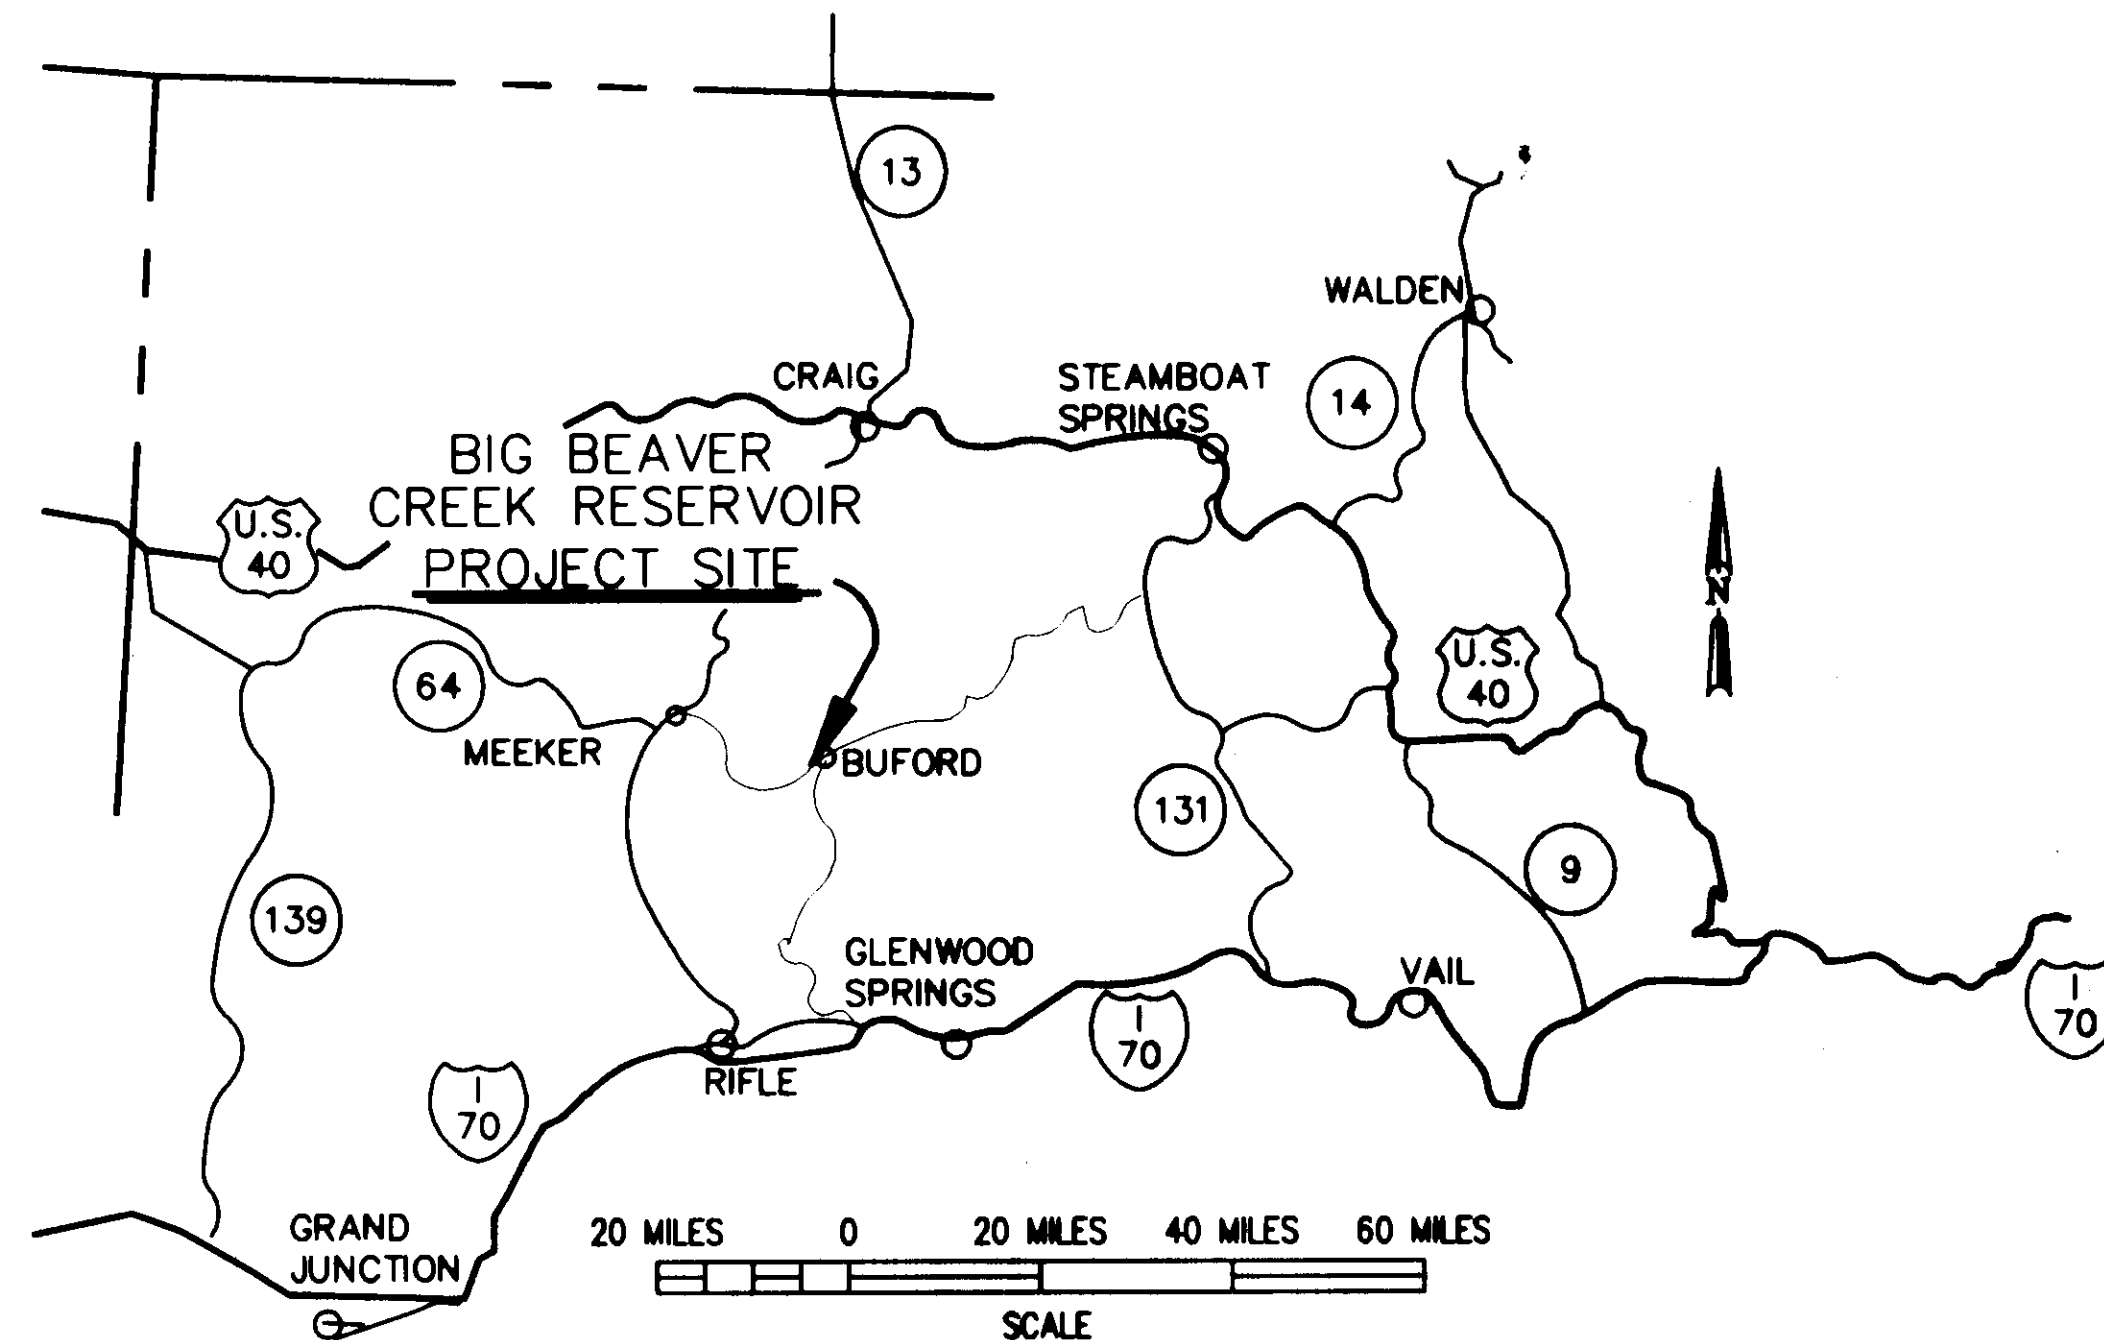 13
WALDEN
CRAIG
STEAMBOAT
SPRINGS
14
BIG BEAVER
CREEK RESERVOIR
PROJECT SITE
U.S.
40
N
U.S.
40
64
MEEKER
BUFORD
131
9
139
GLENWOOD
SPRINGS
VAIL
I
70
I
70
RIFLE
I
70
GRAND
JUNCTION
20 MILES 0 20 MILES 40 MILES 60 MILES
SCALE